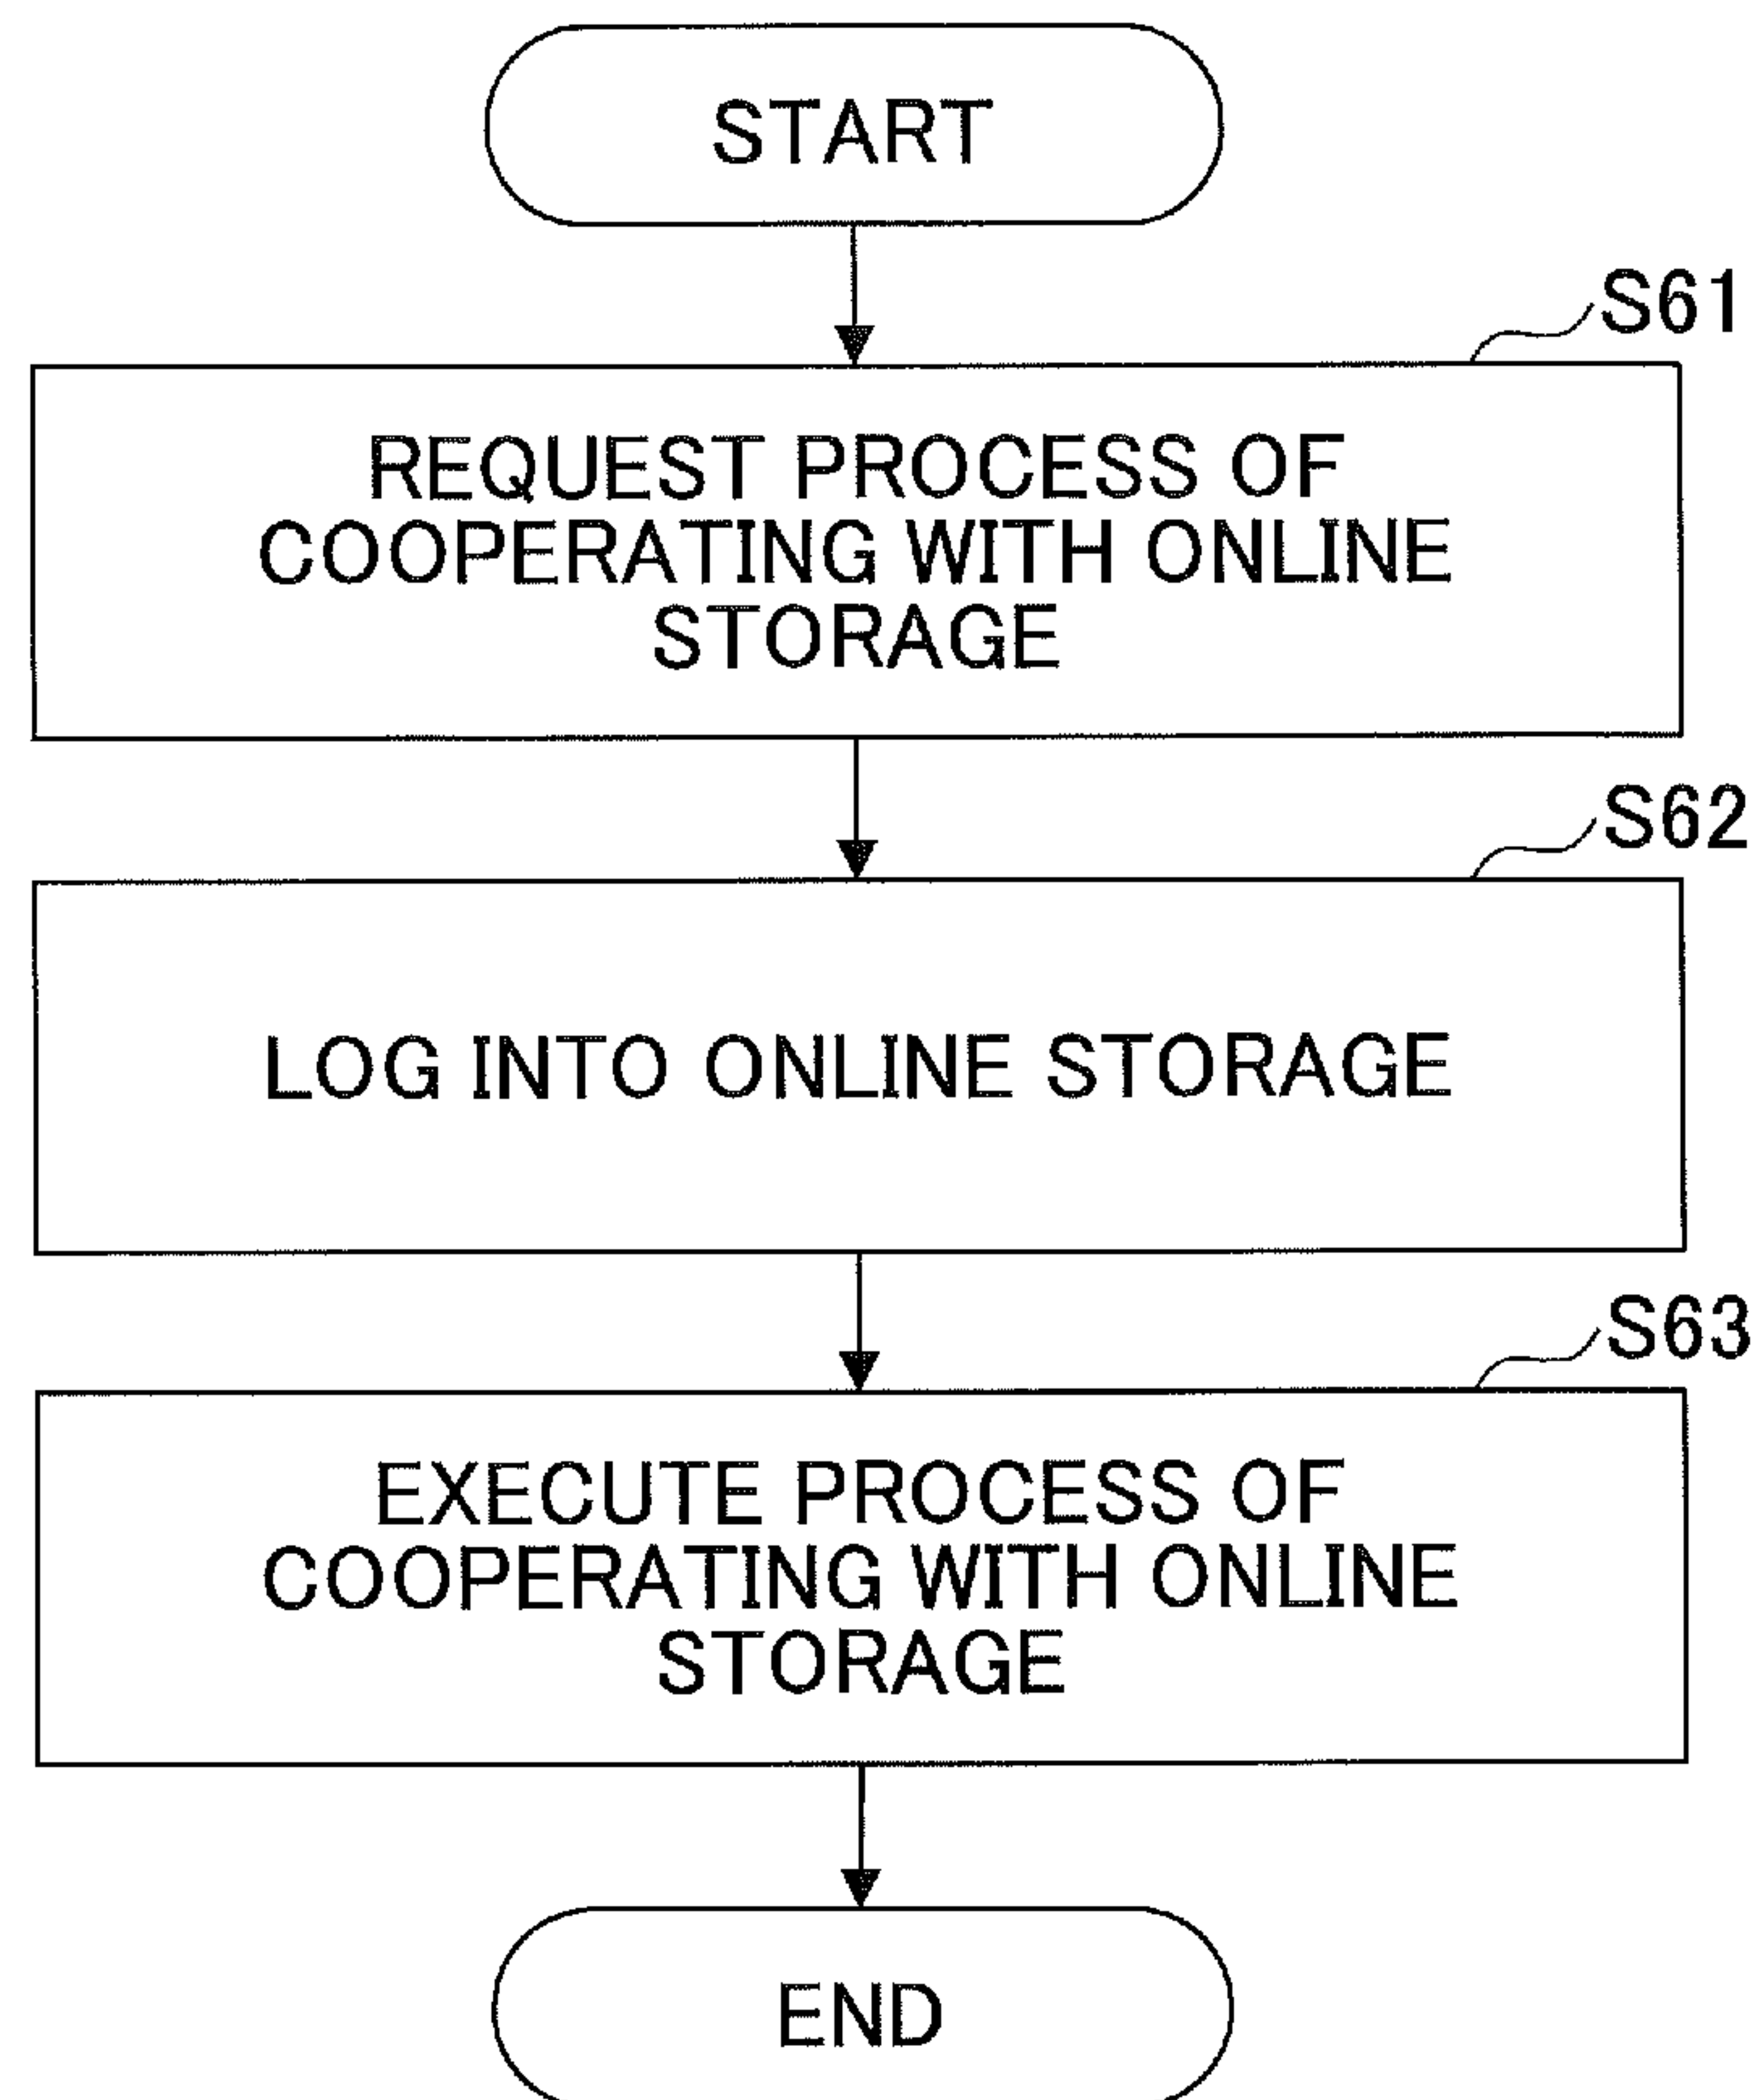 START
S61
REQUEST PROCESS OF
COOPERATING WITH ONLINE
STORAGE
S62
LOG INTO ONLINE STORAGE
S63
EXECUTE PROCESS OF
COOPERATING WITH ONLINE
STORAGE
END